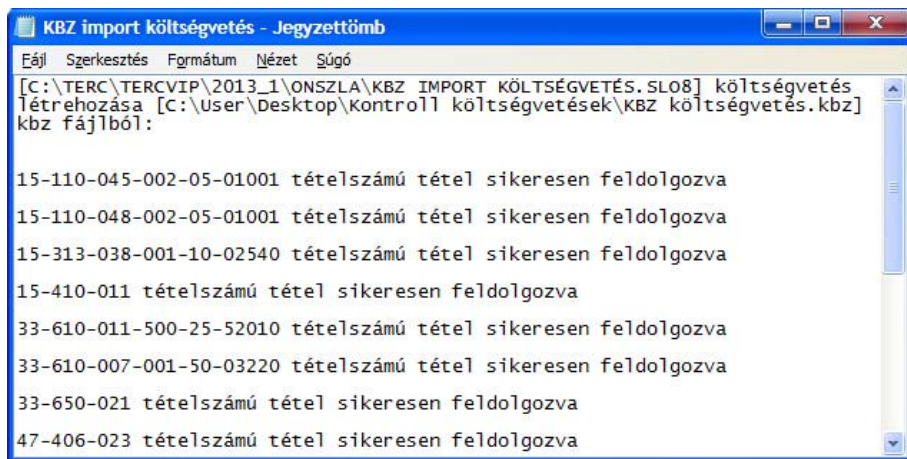 KBZ import költségvetés - Jegyzettömb
Fájl Szerkesztés Formátum Nézet Súgó
[C:\TERC\TERCVIP\2013_1\ONSZLA\KBZ IMPORT KÖLTSÉGVETÉS.SL08] költségvetés
létrehozása [C:\User\Desktop\Kontroll költségvetések\KBZ költségvetés.kbz]
kbz fájlból:
15-110-045-002-05-01001 tételszámú tétel sikeresen feldolgozva
15-110-048-002-05-01001 tételszámú tétel sikeresen feldolgozva
15-313-038-001-10-02540 tételszámú tétel sikeresen feldolgozva
15-410-011 tételszámú tétel sikeresen feldolgozva
33-610-011-500-25-52010 tételszámú tétel sikeresen feldolgozva
33-610-007-001-50-03220 tételszámú tétel sikeresen feldolgozva
33-650-021 tételszámú tétel sikeresen feldolgozva
47-406-023 tételszámú tétel sikeresen feldolgozva